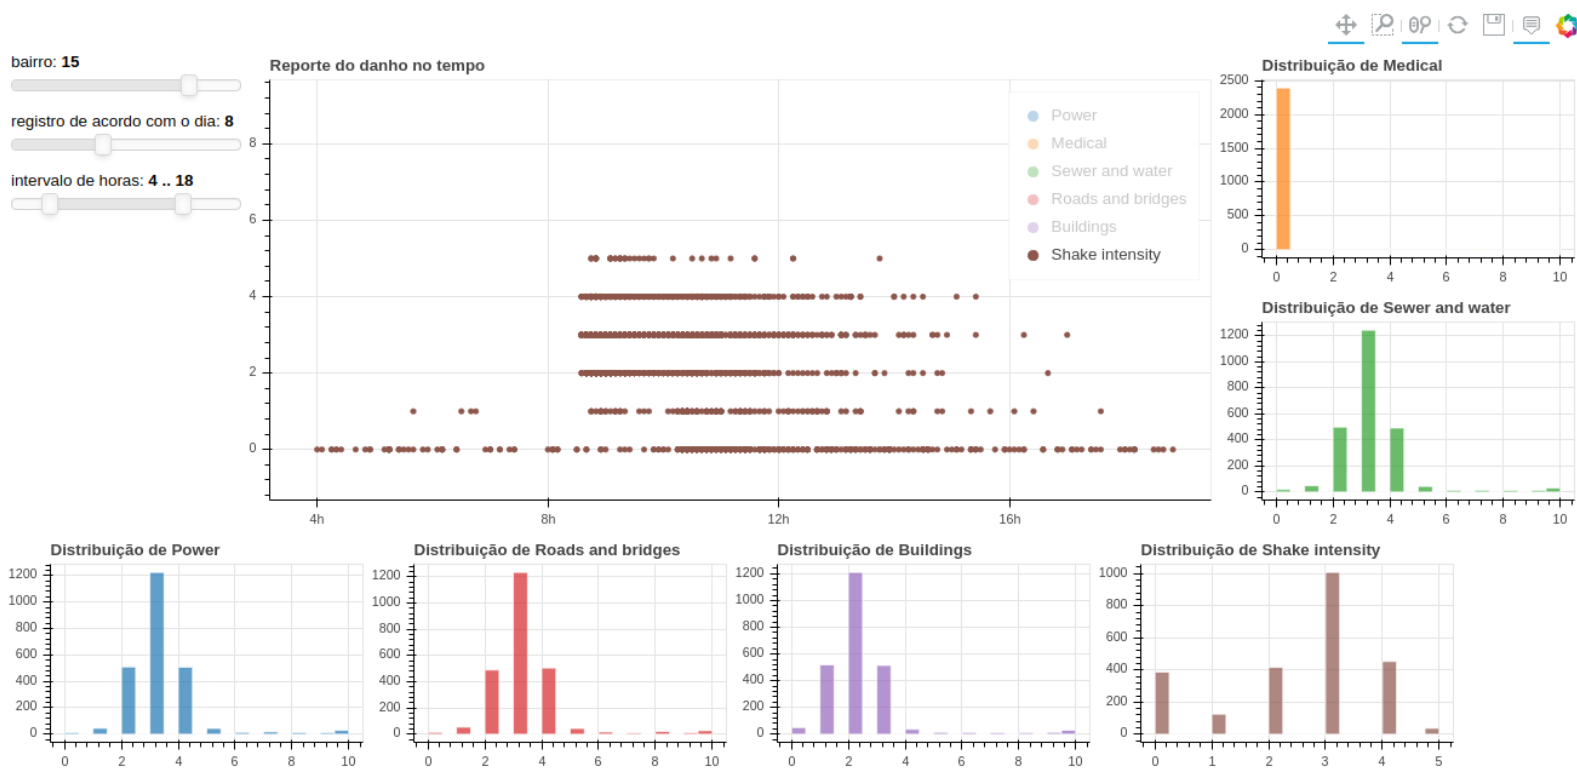 bairro: 15
registro de acordo com o dia: 8
intervalo de horas: 4 .. 18
Reporte do danho no tempo
8
6
4
2
0
4h 8h 12h 16h
Power
Medical
Sewer and water
Roads and bridges
Buildings
Shake intensity
Distribuição de Medical
2500
2000
1500
1000
500
0
0 2 4 6 8 10
Distribuição de Sewer and water
1200
1000
800
600
400
200
0
0 2 4 6 8 10
Distribuição de Power
1200
1000
800
600
400
200
0
0 2 4 6 8 10
Distribuição de Roads and bridges
1200
1000
800
600
400
200
0
0 2 4 6 8 10
Distribuição de Buildings
1200
1000
800
600
400
200
0
0 2 4 6 8 10
Distribuição de Shake intensity
1000
800
600
400
200
0
0 1 2 3 4 5